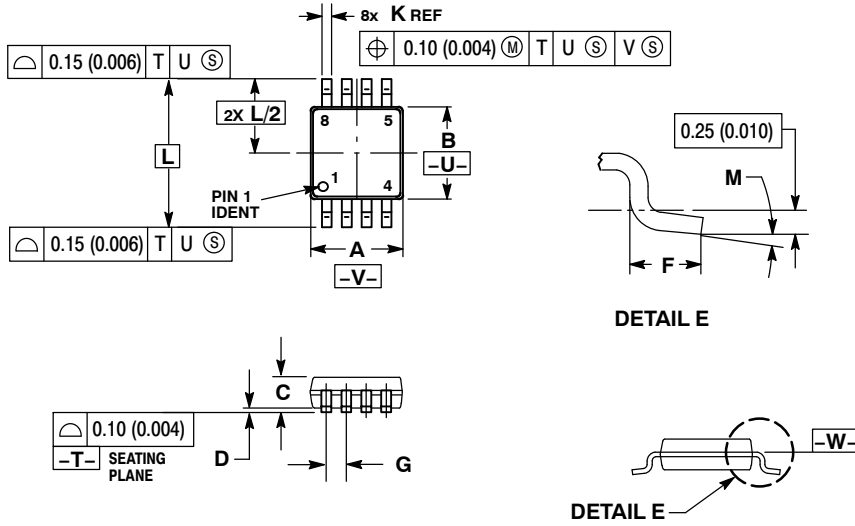 8x K REF
⌓ 0.15 (0.006) T U Ⓢ
⌖ 0.10 (0.004) Ⓜ T U Ⓢ V Ⓢ
2X L/2
8 5
L
B
–U–
0.25 (0.010)
M
PIN 1
IDENT
1 4
⌓ 0.15 (0.006) T U Ⓢ
A
–V–
F
DETAIL E
C
⌓ 0.10 (0.004)
–T– SEATING
PLANE
D
G
–W–
DETAIL E